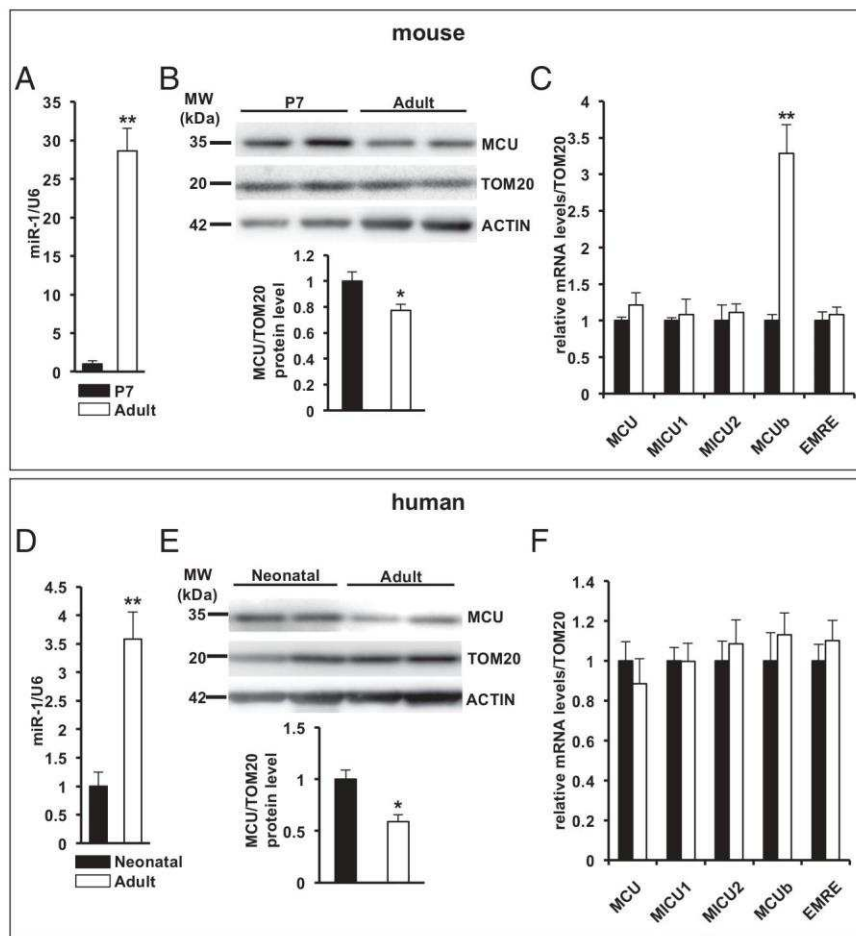 mouse
A
miR-1/U6
35
30
25
20
15
10
5
0
**
P7
Adult
B
MW
(kDa)
P7 Adult
35 MCU
20 TOM20
42 ACTIN
MCU/TOM20
protein level
1.2
1
0.8
0.6
0.4
0.2
0
*
C
relative mRNA levels/TOM20
4
3.5
3
2.5
2
1.5
1
0.5
0
**
MCU MICU1 MICU2 MCUb EMRE
human
D
miR-1/U6
4.5
4
3.5
3
2.5
2
1.5
1
0.5
0
**
Neonatal
Adult
E
MW
(kDa)
Neonatal Adult
35 MCU
20 TOM20
42 ACTIN
MCU/TOM20
protein level
1.5
1
0.5
0
*
F
relative mRNA levels/TOM20
1.4
1.2
1
0.8
0.6
0.4
0.2
0
MCU MICU1 MICU2 MCUb EMRE